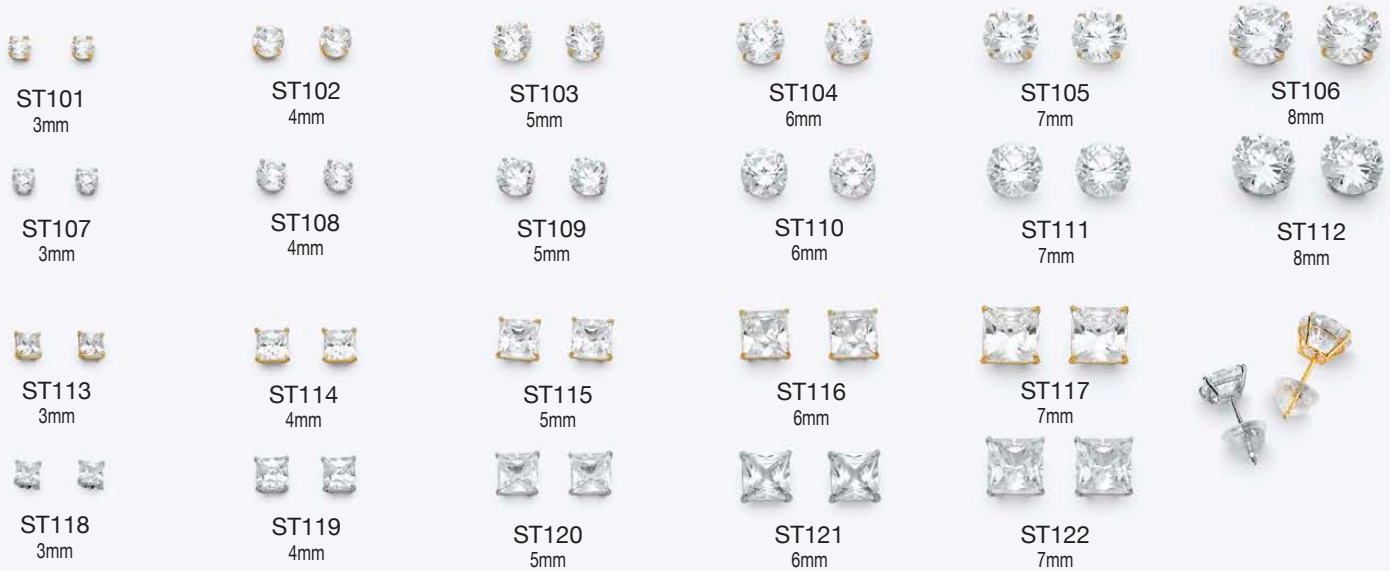 ST101
3mm
ST102
4mm
ST103
5mm
ST104
6mm
ST105
7mm
ST106
8mm
ST107
3mm
ST108
4mm
ST109
5mm
ST110
6mm
ST111
7mm
ST112
8mm
ST113
3mm
ST114
4mm
ST115
5mm
ST116
6mm
ST117
7mm
ST118
3mm
ST119
4mm
ST120
5mm
ST121
6mm
ST122
7mm